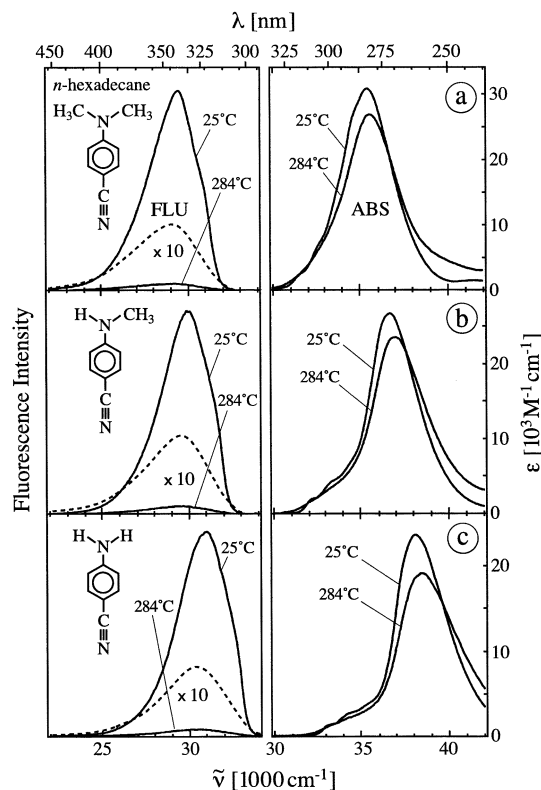 λ [nm]
450 400 350 325 300 325 300 275 250
n-hexadecane
H₃C CH₃
N
C
N
25°C
284°C
FLU
x 10
a
25°C
284°C
ABS
30
20
10
0
H CH₃
N
C
N
25°C
284°C
x 10
b
25°C
284°C
20
10
0
H H
N
C
N
25°C
284°C
x 10
c
25°C
284°C
20
10
0
25 30 30 35 40
ν̃ [1000 cm⁻¹]
Fluorescence Intensity
ε [10³M⁻¹cm⁻¹]